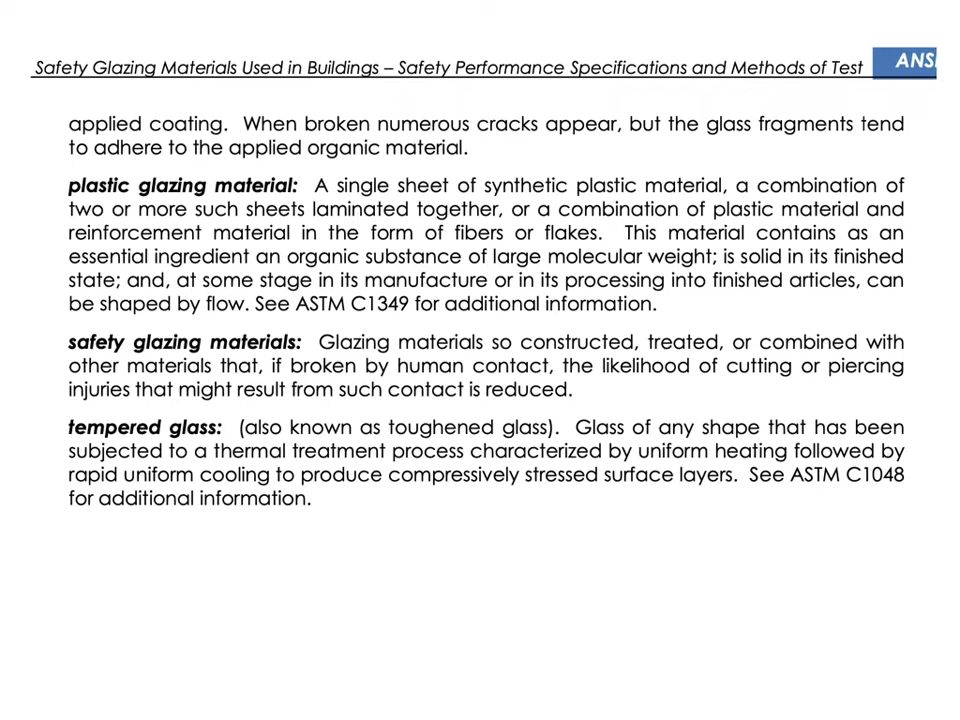 Safety Glazing Materials Used in Buildings – Safety Performance Specifications and Methods of Test
applied coating. When broken numerous cracks appear, but the glass fragments tend
to adhere to the applied organic material.
plastic glazing material: A single sheet of synthetic plastic material, a combination of
two or more such sheets laminated together, or a combination of plastic material and
reinforcement material in the form of fibers or flakes. This material contains as an
essential ingredient an organic substance of large molecular weight; is solid in its finished
state; and, at some stage in its manufacture or in its processing into finished articles, can
be shaped by flow. See ASTM C1349 for additional information.
safety glazing materials: Glazing materials so constructed, treated, or combined with
other materials that, if broken by human contact, the likelihood of cutting or piercing
injuries that might result from such contact is reduced.
tempered glass: (also known as toughened glass). Glass of any shape that has been
subjected to a thermal treatment process characterized by uniform heating followed by
rapid uniform cooling to produce compressively stressed surface layers. See ASTM C1048
for additional information.